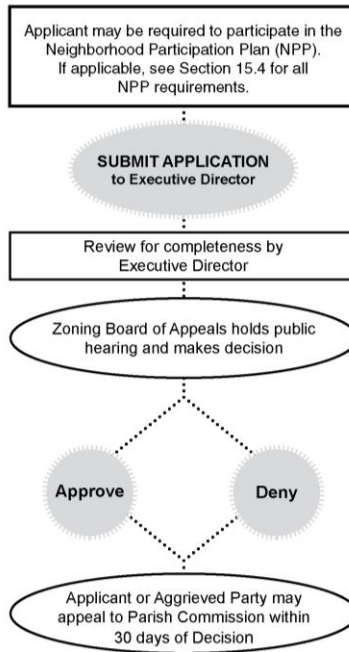 Applicant may be required to participate in the
Neighborhood Participation Plan (NPP).
If applicable, see Section 15.4 for all
NPP requirements.
SUBMIT APPLICATION
to Executive Director
Review for completeness by
Executive Director
Zoning Board of Appeals holds public
hearing and makes decision
Approve
Deny
Applicant or Aggrieved Party may
appeal to Parish Commission within
30 days of Decision